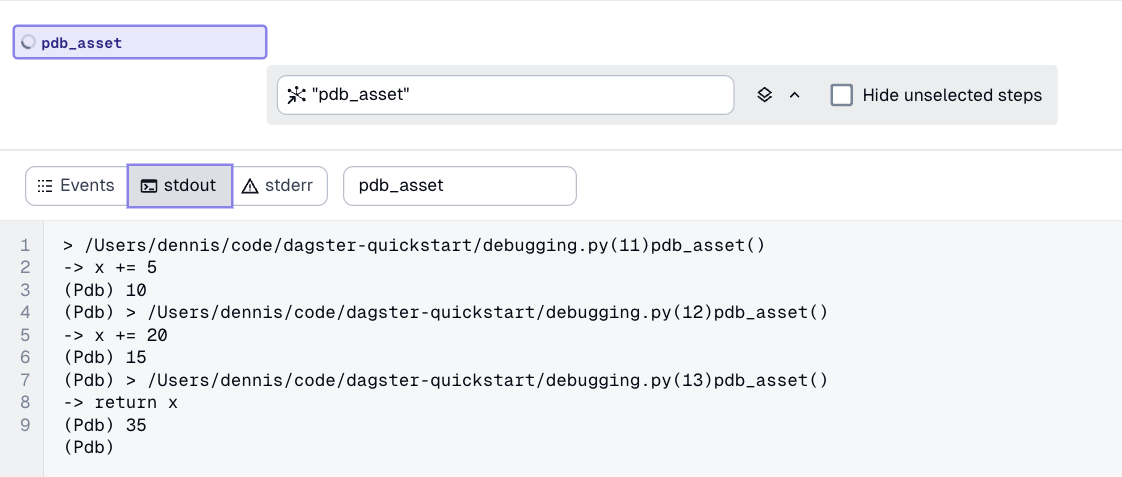 pdb_asset
"pdb_asset"
Hide unselected steps
Events
stdout
stderr
pdb_asset
1 > /Users/dennis/code/dagster-quickstart/debugging.py(11)pdb_asset()
2 -> x += 5
3 (Pdb) 10
4 (Pdb) > /Users/dennis/code/dagster-quickstart/debugging.py(12)pdb_asset()
5 -> x += 20
6 (Pdb) 15
7 (Pdb) > /Users/dennis/code/dagster-quickstart/debugging.py(13)pdb_asset()
8 -> return x
9 (Pdb) 35
(Pdb)